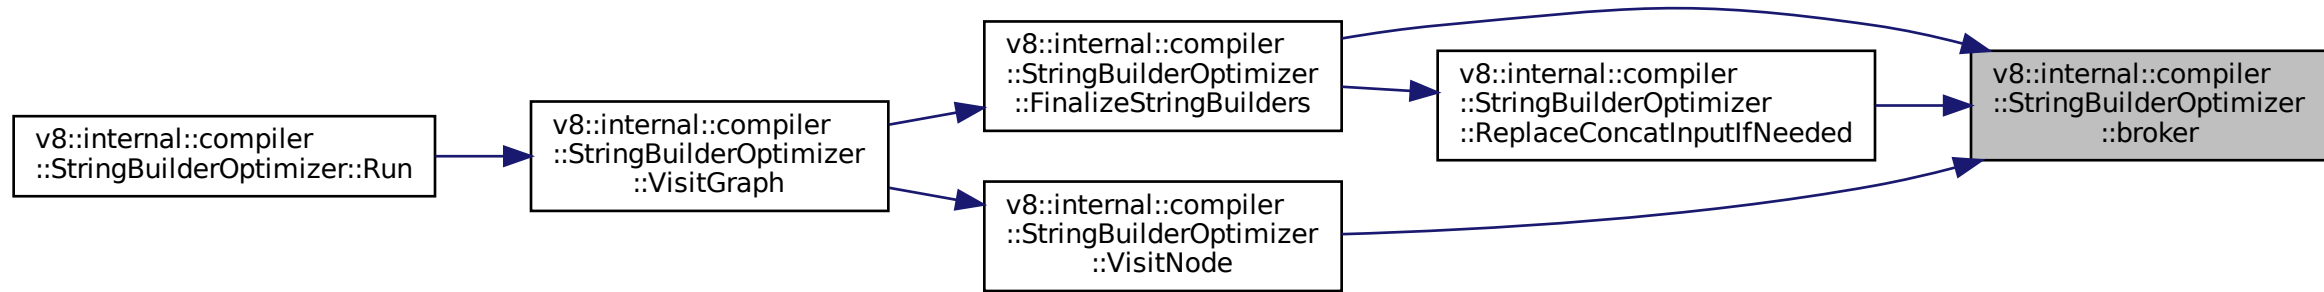 v8::internal::compiler
::StringBuilderOptimizer::Run
v8::internal::compiler
::StringBuilderOptimizer
::VisitGraph
v8::internal::compiler
::StringBuilderOptimizer
::FinalizeStringBuilders
v8::internal::compiler
::StringBuilderOptimizer
::VisitNode
v8::internal::compiler
::StringBuilderOptimizer
::ReplaceConcatInputIfNeeded
v8::internal::compiler
::StringBuilderOptimizer
::broker